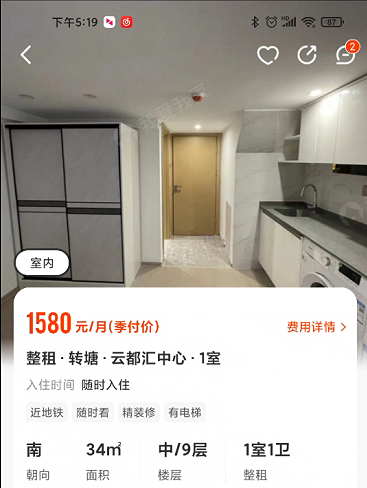 下午5:19
HD
87
2
室内
1580元/月(季付价)
费用详情 >
整租 · 转塘 · 云都汇中心 · 1室
入住时间 随时入住
近地铁 随时看 精装修 有电梯
南 34㎡ 中/9层 1室1卫
朝向 面积 楼层 整租